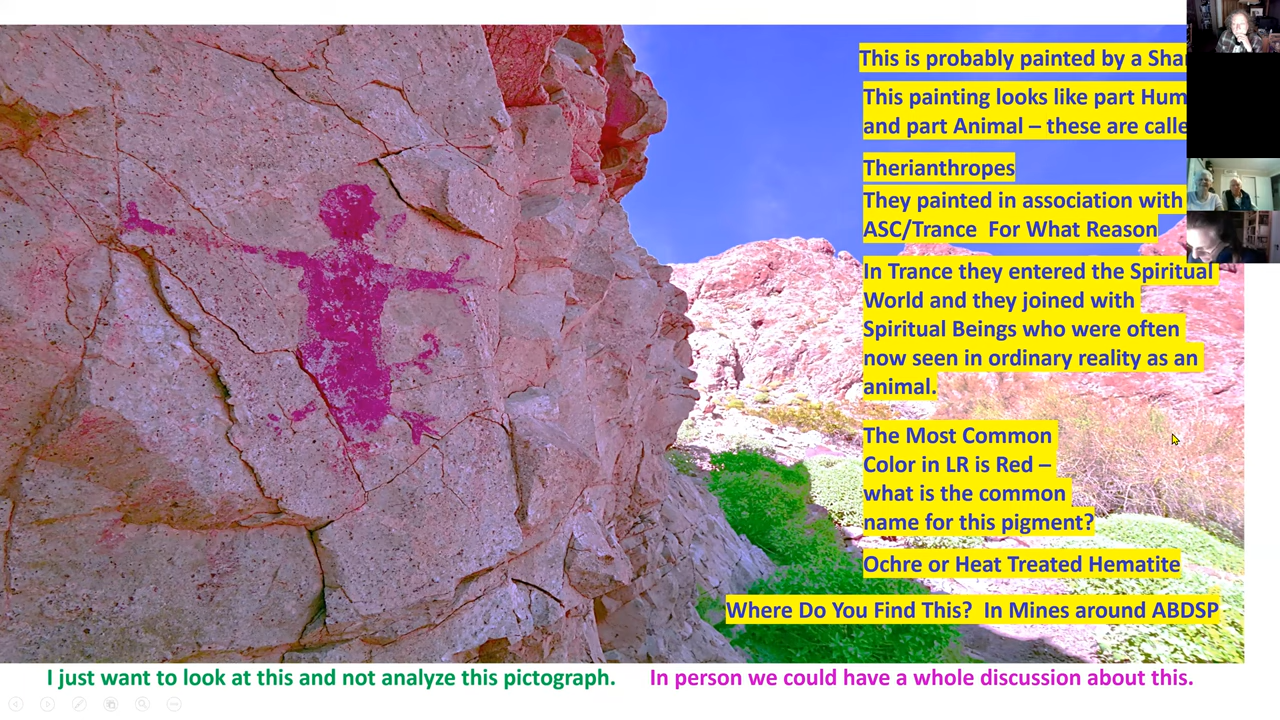 This is probably painted by a
This painting looks like part
and part Animal – these are
Therianthropes
They painted in association with
ASC/Trance For What Reason
In Trance they entered the Spiritual
World and they joined with
Spiritual Beings who were often
now seen in ordinary reality as an
animal.
The Most Common
Color in LR is Red –
what is the common
name for this pigment?
Ochre or Heat Treated Hematite
Where Do You Find This? In Mines around ABDSP
I just want to look at this and not analyze this pictograph. In person we could have a whole discussion about this.